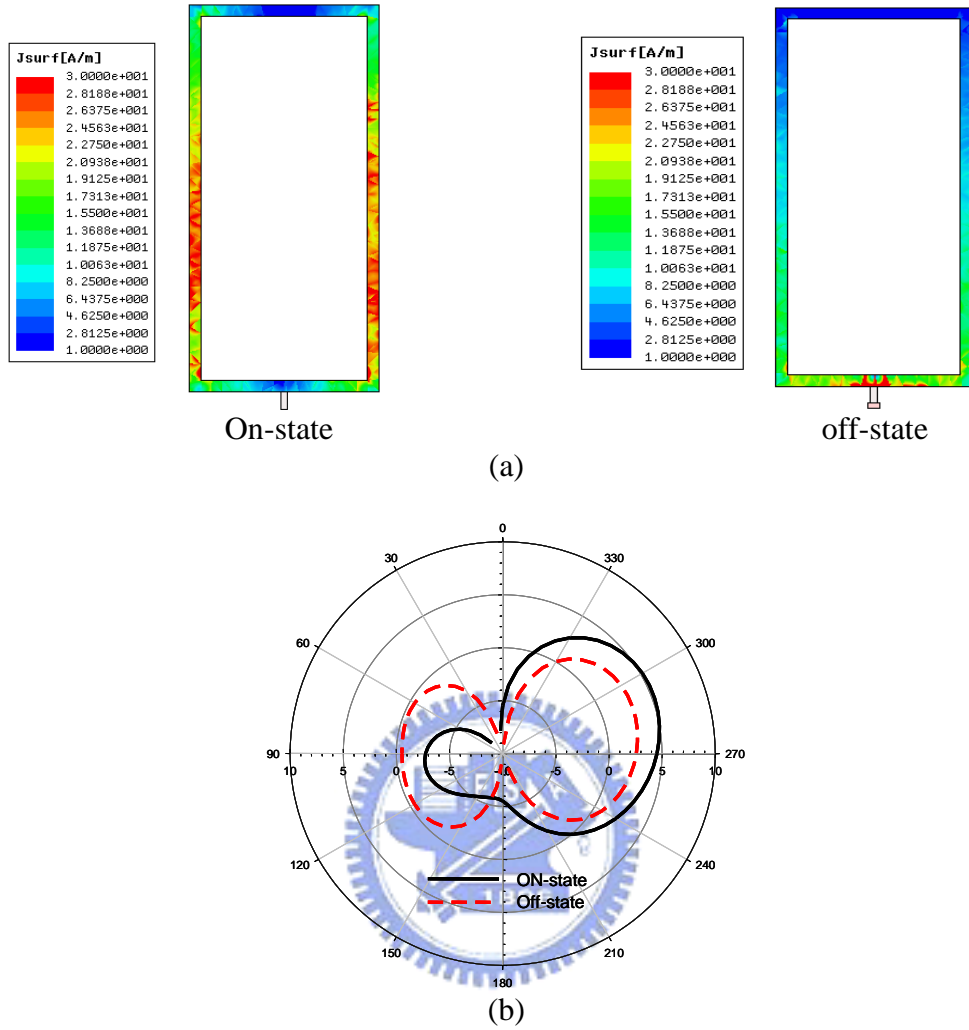 Jsurf[A/m]
3.0000e+001
2.8188e+001
2.6375e+001
2.4563e+001
2.2750e+001
2.0938e+001
1.9125e+001
1.7313e+001
1.5500e+001
1.3688e+001
1.1875e+001
1.0063e+001
8.2500e+000
6.4375e+000
4.6250e+000
2.8125e+000
1.0000e+000
On-state
Jsurf[A/m]
3.0000e+001
2.8188e+001
2.6375e+001
2.4563e+001
2.2750e+001
2.0938e+001
1.9125e+001
1.7313e+001
1.5500e+001
1.3688e+001
1.1875e+001
1.0063e+001
8.2500e+000
6.4375e+000
4.6250e+000
2.8125e+000
1.0000e+000
off-state
(a)
0
30 330
60 300
90 270
10 5 0 -5 -10 -5 0 5 10
120 240
ON-state
Off-state
150 210
180
(b)